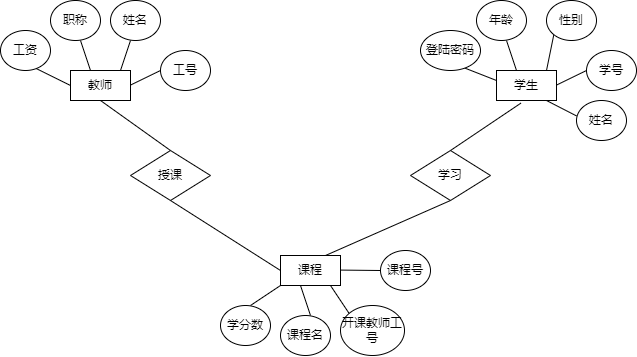 职称
姓名
年龄
性别
工资
登陆密码
工号
学号
教师
学生
姓名
授课
学习
课程
课程号
学分数
课程名
开课教师工
号